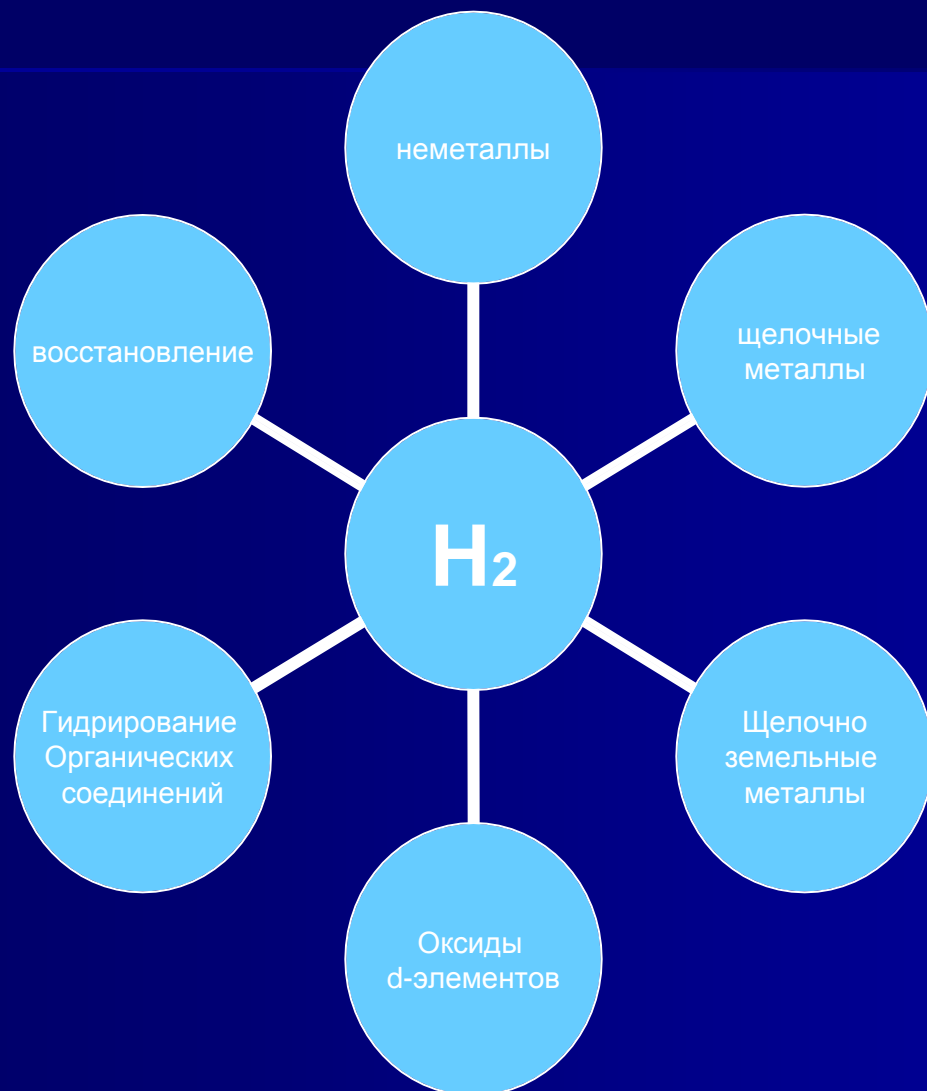 неметаллы
восстановление
щелочные
металлы
H₂
Гидрирование
Органических
соединений
Щелочно
земельные
металлы
Оксиды
d-элементов